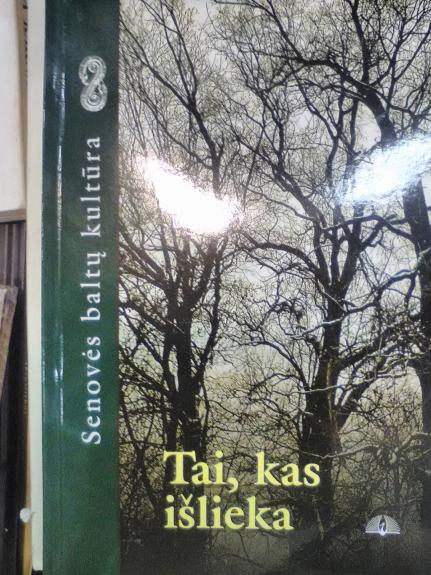 Senovės baltų kultūra
Tai, kas
išlieka